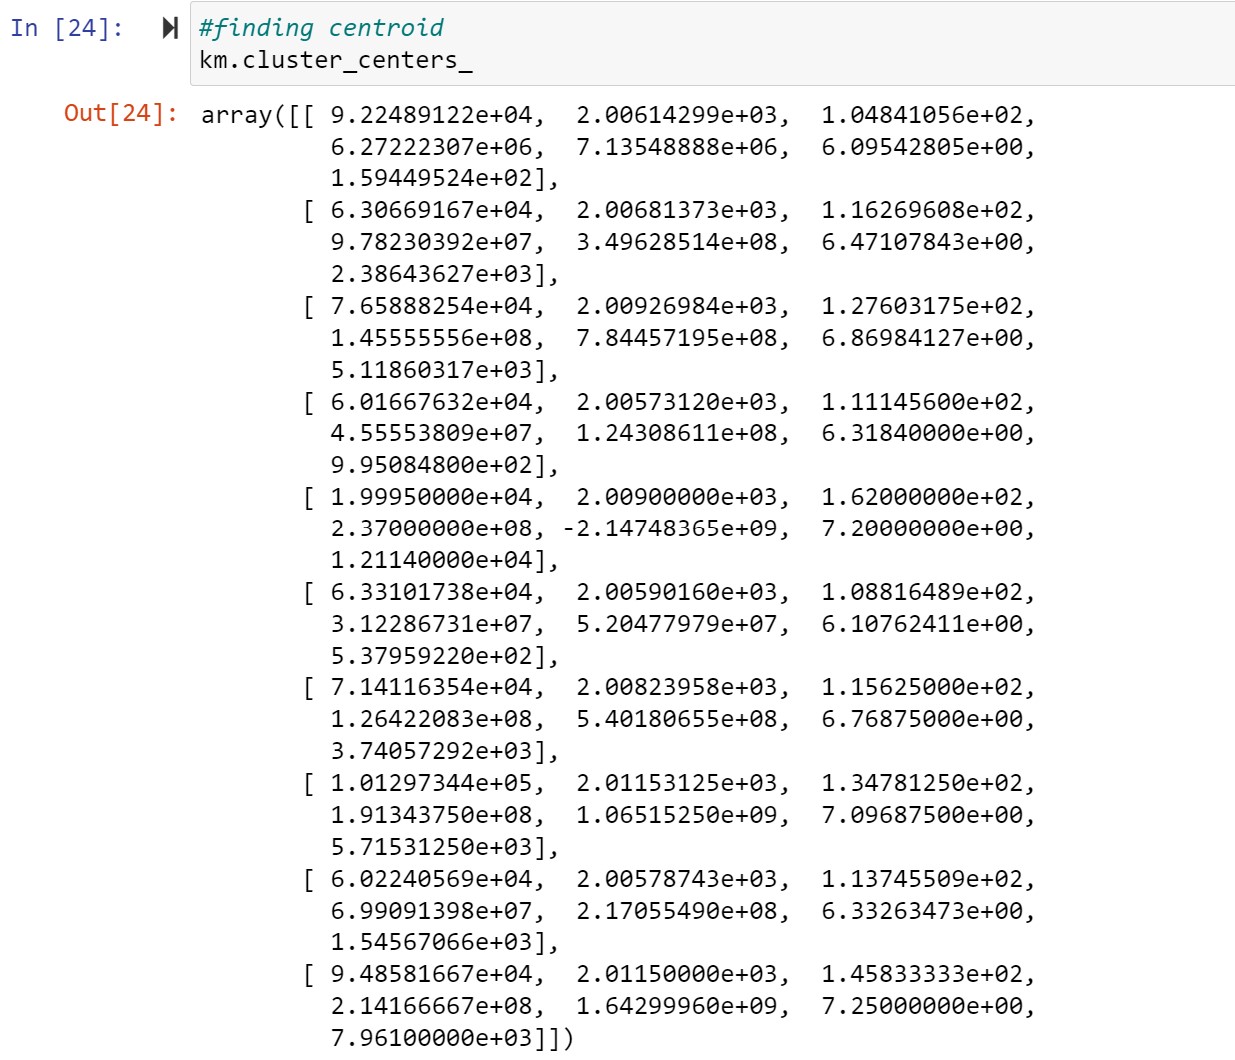 In [24]: #finding centroid
km.cluster_centers_
Out[24]: array([[ 9.22489122e+04, 2.00614299e+03, 1.04841056e+02,
6.27222307e+06, 7.13548888e+06, 6.09542805e+00,
1.59449524e+02],
[ 6.30669167e+04, 2.00681373e+03, 1.16269608e+02,
9.78230392e+07, 3.49628514e+08, 6.47107843e+00,
2.38643627e+03],
[ 7.65888254e+04, 2.00926984e+03, 1.27603175e+02,
1.45555556e+08, 7.84457195e+08, 6.86984127e+00,
5.11860317e+03],
[ 6.01667632e+04, 2.00573120e+03, 1.11145600e+02,
4.55553809e+07, 1.24308611e+08, 6.31840000e+00,
9.95084800e+02],
[ 1.99950000e+04, 2.00900000e+03, 1.62000000e+02,
2.37000000e+08, -2.14748365e+09, 7.20000000e+00,
1.21140000e+04],
[ 6.33101738e+04, 2.00590160e+03, 1.08816489e+02,
3.12286731e+07, 5.20477979e+07, 6.10762411e+00,
5.37959220e+02],
[ 7.14116354e+04, 2.00823958e+03, 1.15625000e+02,
1.26422083e+08, 5.40180655e+08, 6.76875000e+00,
3.74057292e+03],
[ 1.01297344e+05, 2.01153125e+03, 1.34781250e+02,
1.91343750e+08, 1.06515250e+09, 7.09687500e+00,
5.71531250e+03],
[ 6.02240569e+04, 2.00578743e+03, 1.13745509e+02,
6.99091398e+07, 2.17055490e+08, 6.33263473e+00,
1.54567066e+03],
[ 9.48581667e+04, 2.01150000e+03, 1.45833333e+02,
2.14166667e+08, 1.64299960e+09, 7.25000000e+00,
7.96100000e+03]])